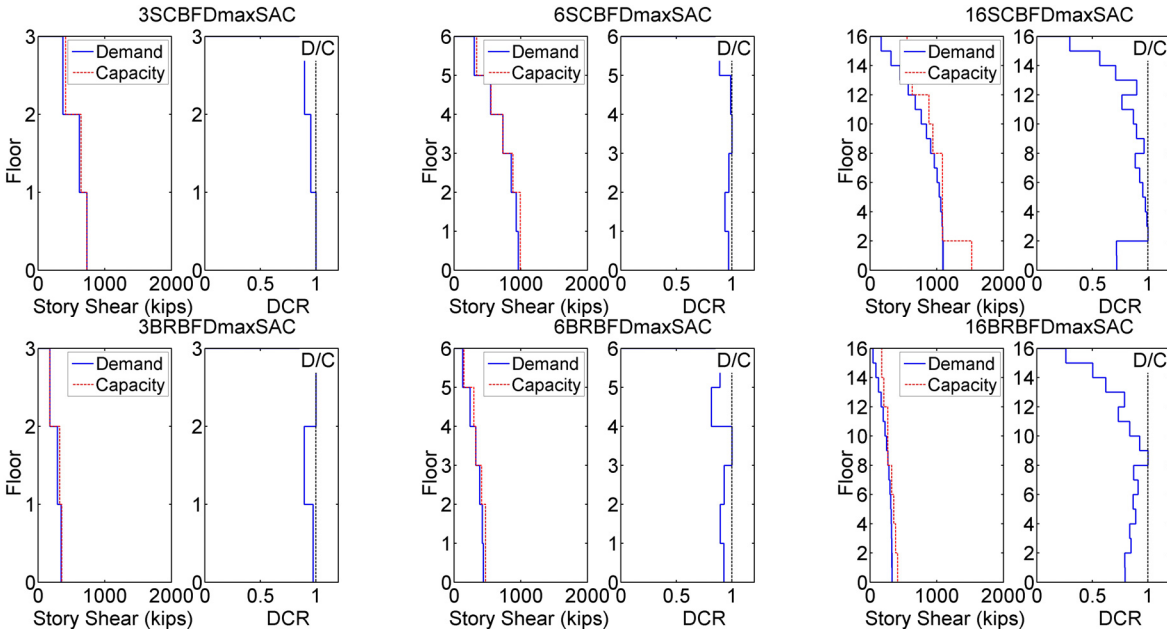 3SCBFDmaxSAC
3
2
1
0
Floor
Demand
Capacity
0
1000
2000
Story Shear (kips)
D/C
3
2
1
0
0
0.5
1
DCR
6SCBFDmaxSAC
6
5
4
3
2
1
0
Floor
Demand
Capacity
0
1000
2000
Story Shear (kips)
D/C
6
5
4
3
2
1
0
0
0.5
1
DCR
16SCBFDmaxSAC
16
14
12
10
8
6
4
2
0
Floor
Demand
Capacity
0
1000
2000
Story Shear (kips)
D/C
16
14
12
10
8
6
4
2
0
0
0.5
1
DCR
3BRBFDmaxSAC
3
2
1
0
Floor
Demand
Capacity
0
1000
2000
Story Shear (kips)
D/C
3
2
1
0
0
0.5
1
DCR
6BRBFDmaxSAC
6
5
4
3
2
1
0
Floor
Demand
Capacity
0
1000
2000
Story Shear (kips)
D/C
6
5
4
3
2
1
0
0
0.5
1
DCR
16BRBFDmaxSAC
16
14
12
10
8
6
4
2
0
Floor
Demand
Capacity
0
1000
2000
Story Shear (kips)
D/C
16
14
12
10
8
6
4
2
0
0
0.5
1
DCR